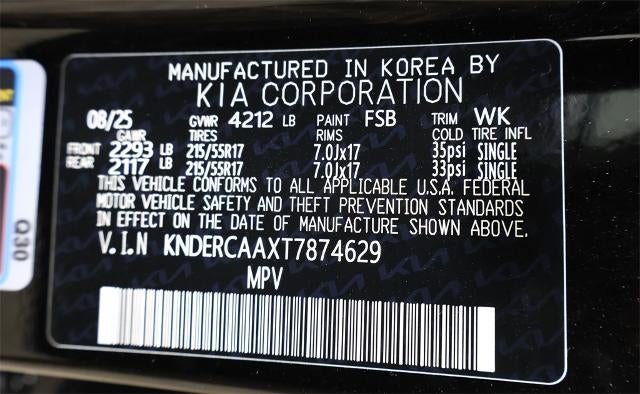 MANUFACTURED IN KOREA BY
KIA CORPORATION
08/25 GVWR 4212 LB PAINT FSB TRIM WK
GAWR TIRES RIMS COLD TIRE INFL
FRONT 2293 LB 215/55R17 7.0Jx17 35psi SINGLE
REAR 2117 LB 215/55R17 7.0Jx17 33psi SINGLE
THIS VEHICLE CONFORMS TO ALL APPLICABLE U.S.A. FEDERAL
MOTOR VEHICLE SAFETY AND THEFT PREVENTION STANDARDS
IN EFFECT ON THE DATE OF MANUFACTURE SHOWN ABOVE.
V.I.N KNDERCAAXT7874629
MPV
Q30